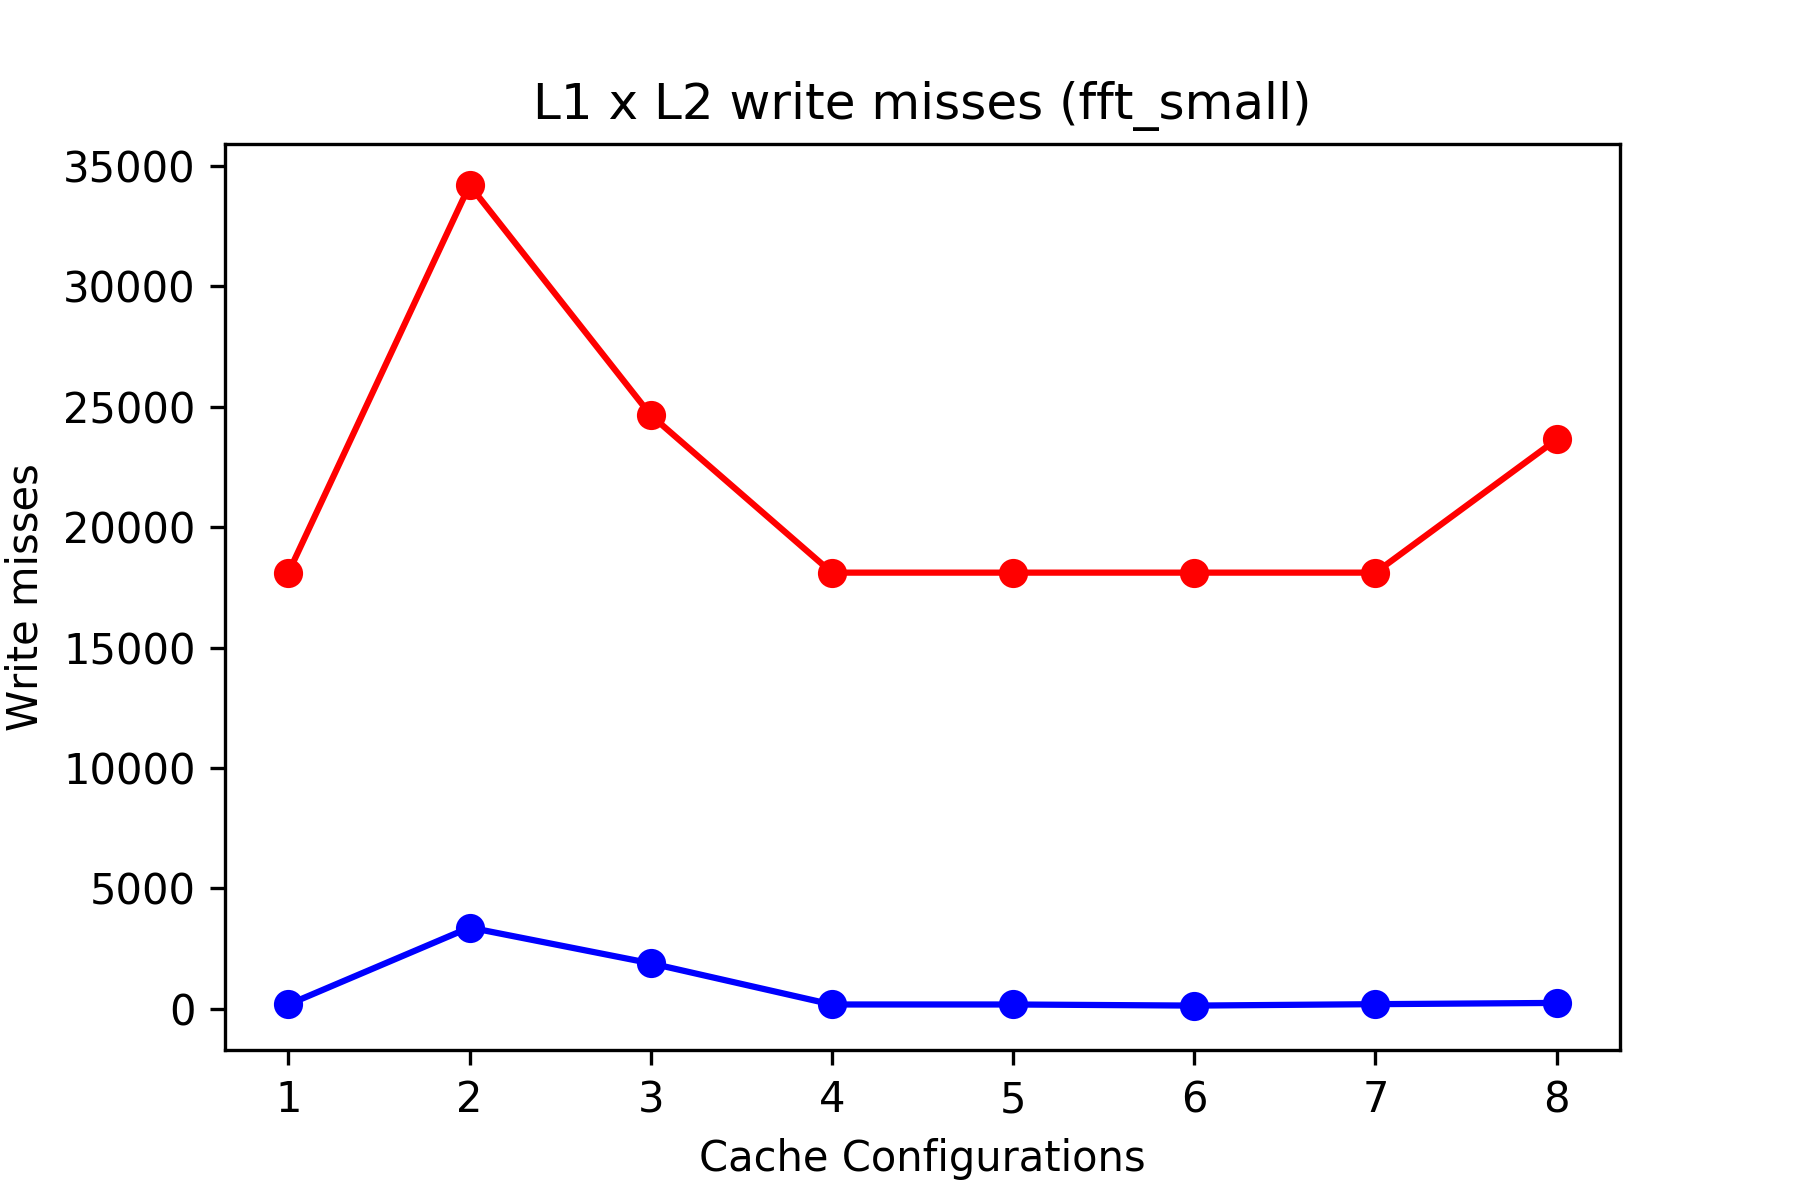 L1 x L2 write misses (fft_small)
35000
30000
25000
20000
15000
10000
5000
0
Write misses
1 2 3 4 5 6 7 8
Cache Configurations